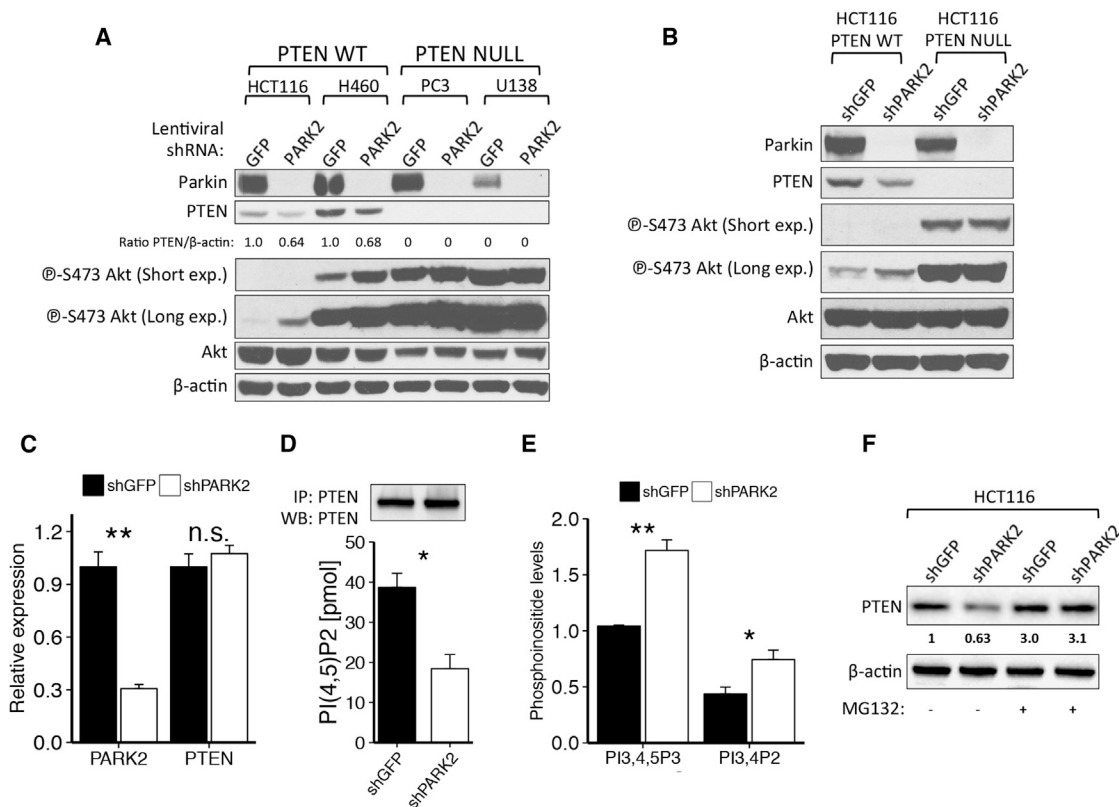 A
PTEN WT PTEN NULL
HCT116 H460 PC3 U138
Lentiviral
shRNA:
GFP PARK2 GFP PARK2 GFP PARK2 GFP PARK2
Parkin
PTEN
Ratio PTEN/β-actin: 1.0 0.64 1.0 0.68 0 0 0 0
℗-S473 Akt (Short exp.)
℗-S473 Akt (Long exp.)
Akt
β-actin
B
HCT116 HCT116
PTEN WT PTEN NULL
shGFP shPARK2 shGFP shPARK2
Parkin
PTEN
℗-S473 Akt (Short exp.)
℗-S473 Akt (Long exp.)
Akt
β-actin
C
shGFP shPARK2
Relative expression
1.2
0.9
0.6
0.3
0.0
** n.s.
PARK2 PTEN
D
IP: PTEN
WB: PTEN
PI(4,5)P2 [pmol]
50
40
30
20
10
0
*
shGFP shPARK2
E
shGFP shPARK2
Phosphoinositide levels
2.0
1.5
1.0
0.5
0.0
**
*
PI3,4,5P3 PI3,4P2
F
HCT116
shGFP shPARK2 shGFP shPARK2
PTEN
1 0.63 3.0 3.1
β-actin
MG132: - - + +